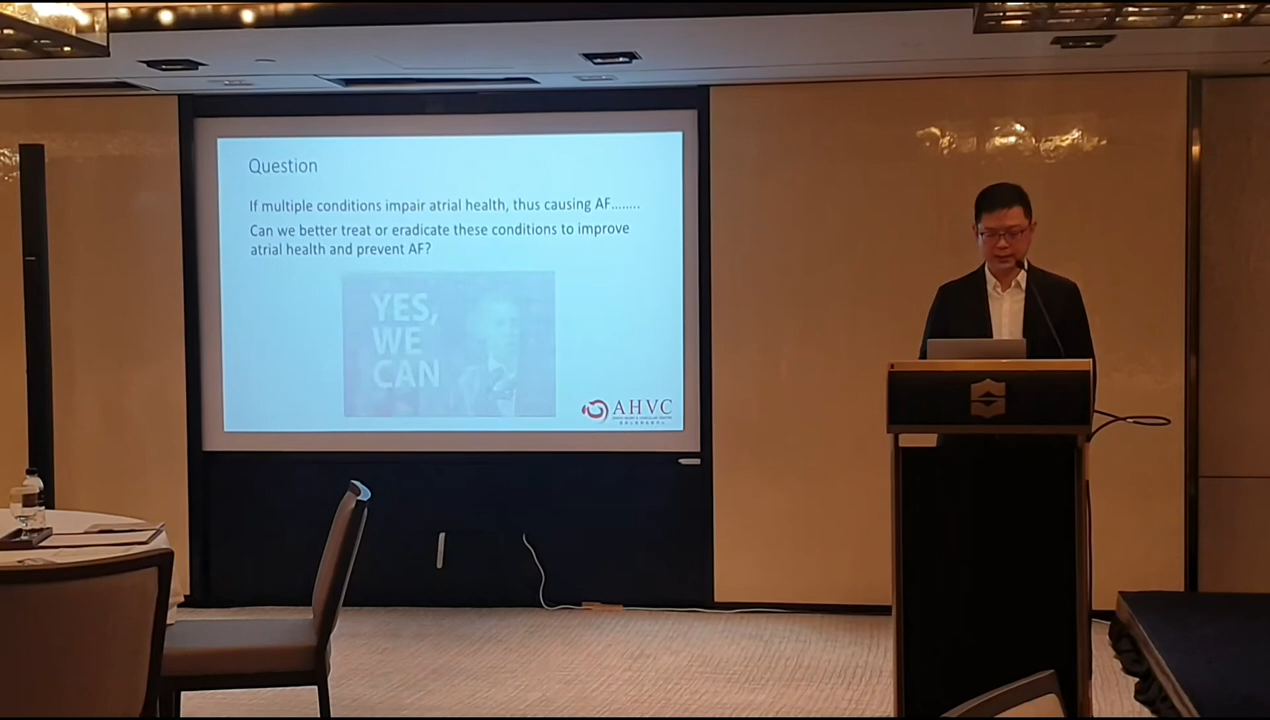 Question
If multiple conditions impair atrial health, thus causing AF........
Can we better treat or eradicate these conditions to improve
atrial health and prevent AF?
YES,
WE
CAN
AHVC